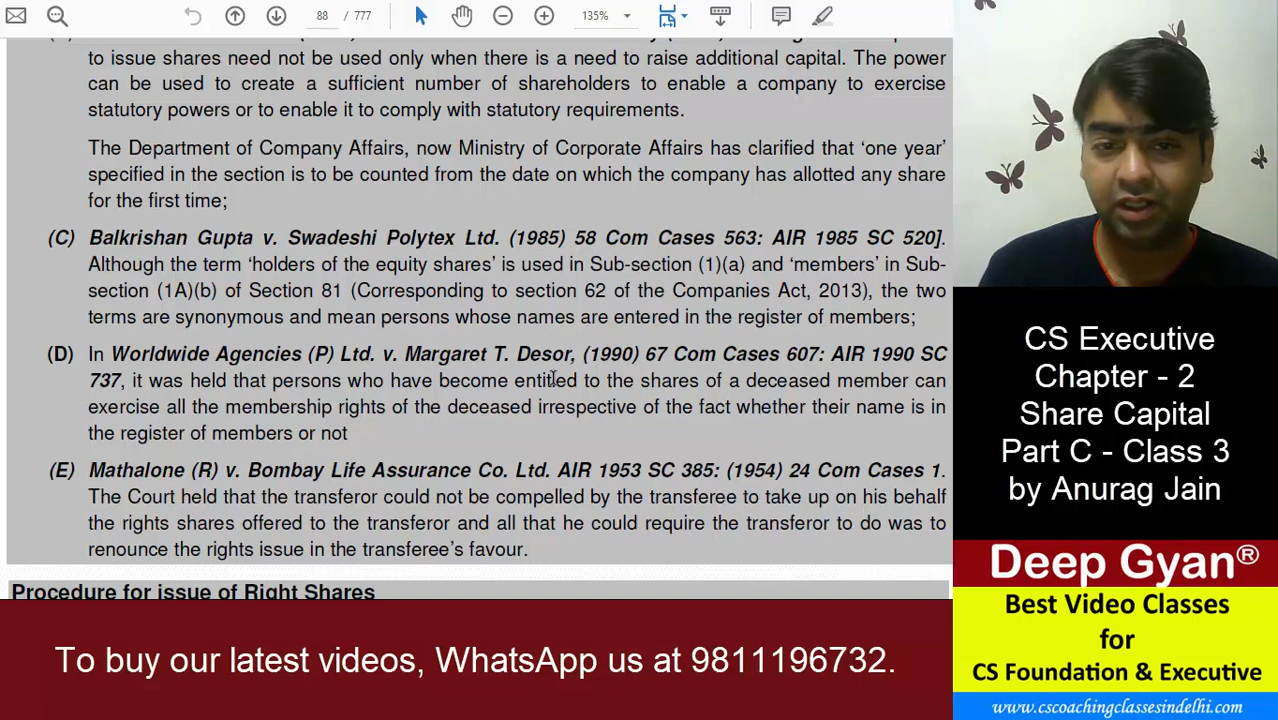 88 / 777
135%
to issue shares need not be used only when there is a need to raise additional capital. The power
can be used to create a sufficient number of shareholders to enable a company to exercise
statutory powers or to enable it to comply with statutory requirements.
The Department of Company Affairs, now Ministry of Corporate Affairs has clarified that ‘one year’
specified in the section is to be counted from the date on which the company has allotted any share
for the first time;
(C) Balkrishan Gupta v. Swadeshi Polytex Ltd. (1985) 58 Com Cases 563: AIR 1985 SC 520].
Although the term ‘holders of the equity shares’ is used in Sub-section (1)(a) and ‘members’ in Sub-
section (1A)(b) of Section 81 (Corresponding to section 62 of the Companies Act, 2013), the two
terms are synonymous and mean persons whose names are entered in the register of members;
(D) In Worldwide Agencies (P) Ltd. v. Margaret T. Desor, (1990) 67 Com Cases 607: AIR 1990 SC
737, it was held that persons who have become entitled to the shares of a deceased member can
exercise all the membership rights of the deceased irrespective of the fact whether their name is in
the register of members or not
(E) Mathalone (R) v. Bombay Life Assurance Co. Ltd. AIR 1953 SC 385: (1954) 24 Com Cases 1.
The Court held that the transferor could not be compelled by the transferee to take up on his behalf
the rights shares offered to the transferor and all that he could require the transferor to do was to
renounce the rights issue in the transferee’s favour.
Procedure for issue of Right Shares
To buy our latest videos, WhatsApp us at 9811196732.
CS Executive
Chapter - 2
Share Capital
Part C - Class 3
by Anurag Jain
Deep Gyan®
Best Video Classes
for
CS Foundation & Executive
www.cscoachingclassesindelhi.com